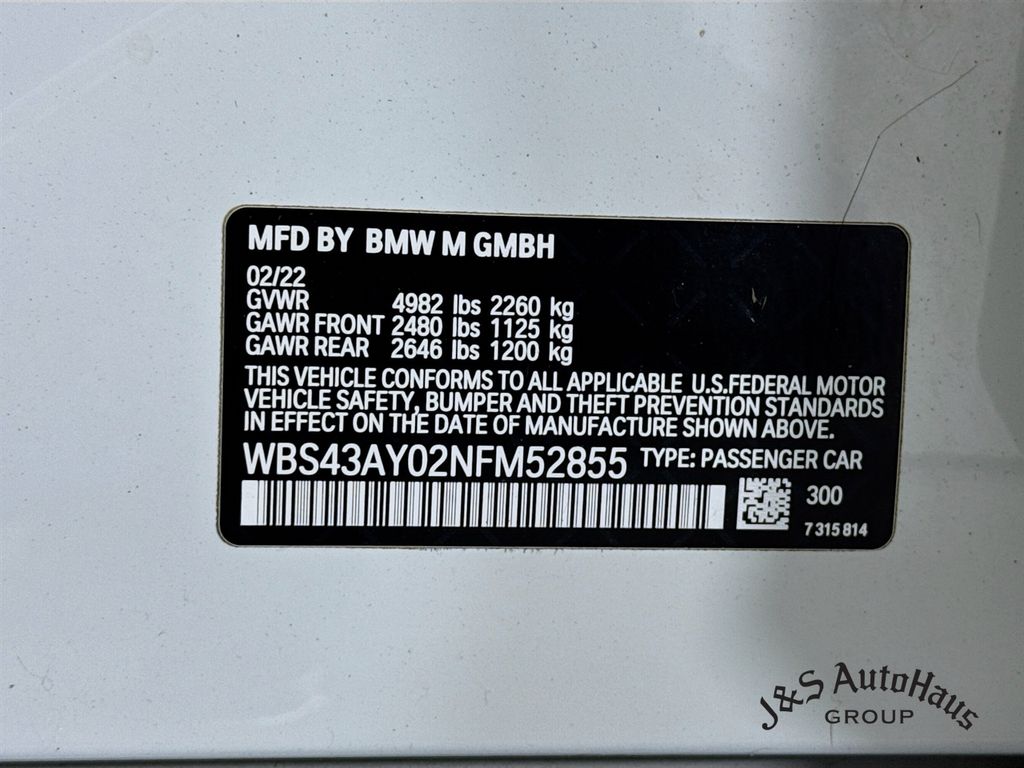 MFD BY BMW M GMBH
02/22
GVWR 4982 lbs 2260 kg
GAWR FRONT 2480 lbs 1125 kg
GAWR REAR 2646 lbs 1200 kg
THIS VEHICLE CONFORMS TO ALL APPLICABLE U.S.FEDERAL MOTOR
VEHICLE SAFETY, BUMPER AND THEFT PREVENTION STANDARDS
IN EFFECT ON THE DATE OF MANUFACTURE SHOWN ABOVE.
WBS43AY02NFM52855 TYPE: PASSENGER CAR
300
7 315 814
J&S AutoHaus
GROUP